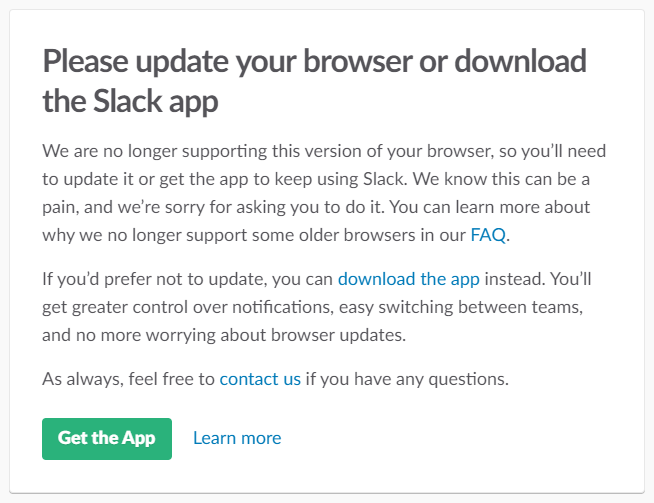 Please update your browser or download
the Slack app
We are no longer supporting this version of your browser, so you’ll need
to update it or get the app to keep using Slack. We know this can be a
pain, and we’re sorry for asking you to do it. You can learn more about
why we no longer support some older browsers in our FAQ.
If you’d prefer not to update, you can download the app instead. You’ll
get greater control over notifications, easy switching between teams,
and no more worrying about browser updates.
As always, feel free to contact us if you have any questions.
Get the App
Learn more